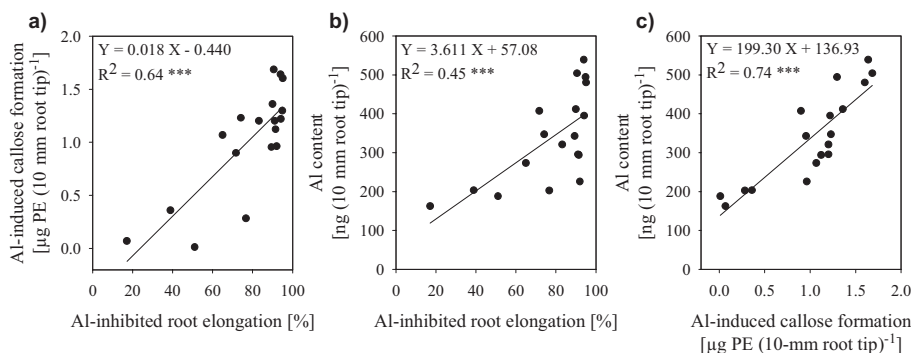 a)
Y = 0.018 X - 0.440
R² = 0.64 ***
Al-induced callose formation
[µg PE (10 mm root tip)⁻¹
2.0
1.5
1.0
0.5
0.0
0 20 40 60 80 100
Al-inhibited root elongation [%]
b)
Y = 3.611 X + 57.08
R² = 0.45 ***
Al content
[ng (10 mm root tip)⁻¹]
600
500
400
300
200
100
0
0 20 40 60 80 100
Al-inhibited root elongation [%]
c)
Y = 199.30 X + 136.93
R² = 0.74 ***
Al content
[ng (10 mm root tip)⁻¹]
600
500
400
300
200
100
0
0.0 0.5 1.0 1.5 2.0
Al-induced callose formation
[µg PE (10-mm root tip)⁻¹]